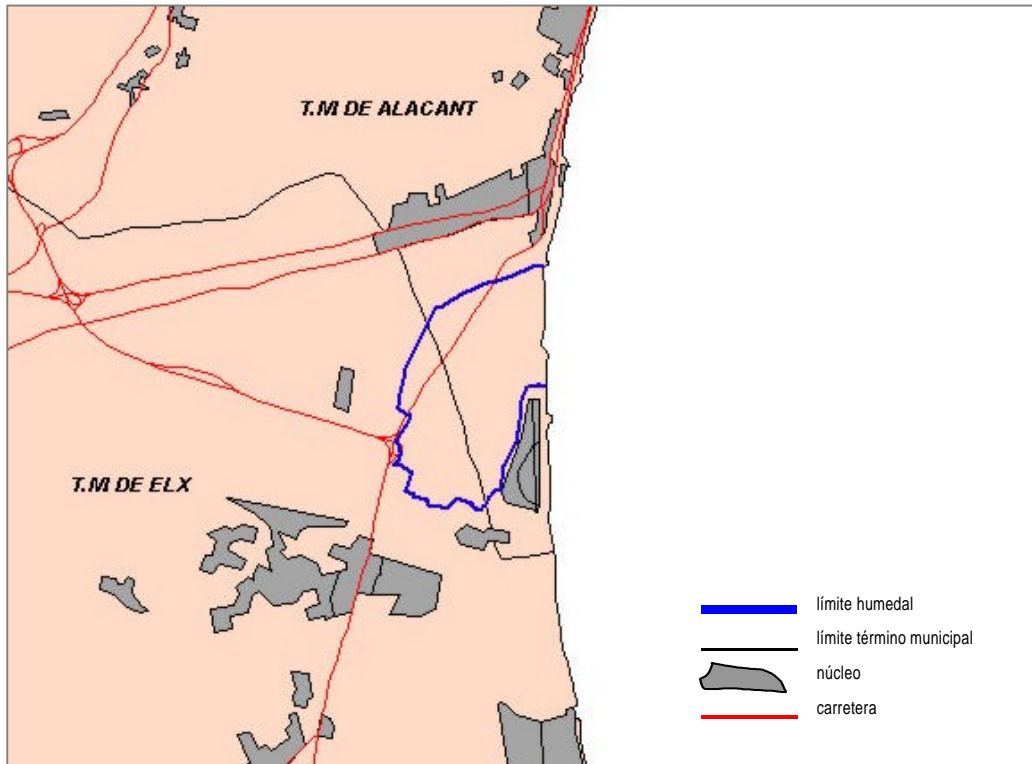 T.M. DE ALACANT
T.M. DE ELX
límite humedal
límite término municipal
núcleo
carretera